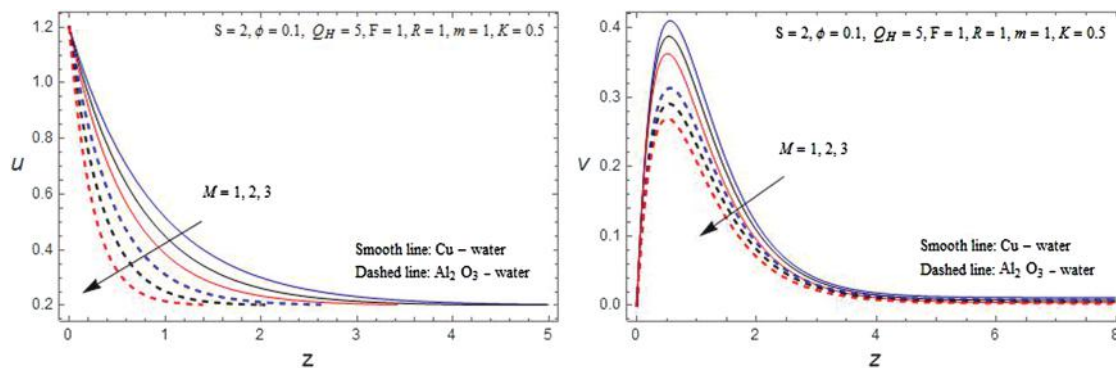 S = 2, ϕ = 0.1, Q_H = 5, F = 1, R = 1, m = 1, K = 0.5
1.2
1.0
0.8
u
0.6
0.4
0.2
M = 1, 2, 3
Smooth line: Cu – water
Dashed line: Al₂ O₃ – water
0
1
2
3
4
5
z
S = 2, ϕ = 0.1, Q_H = 5, F = 1, R = 1, m = 1, K = 0.5
0.4
0.3
v
0.2
0.1
0.0
M = 1, 2, 3
Smooth line: Cu – water
Dashed line: Al₂ O₃ – water
0
2
4
6
8
z